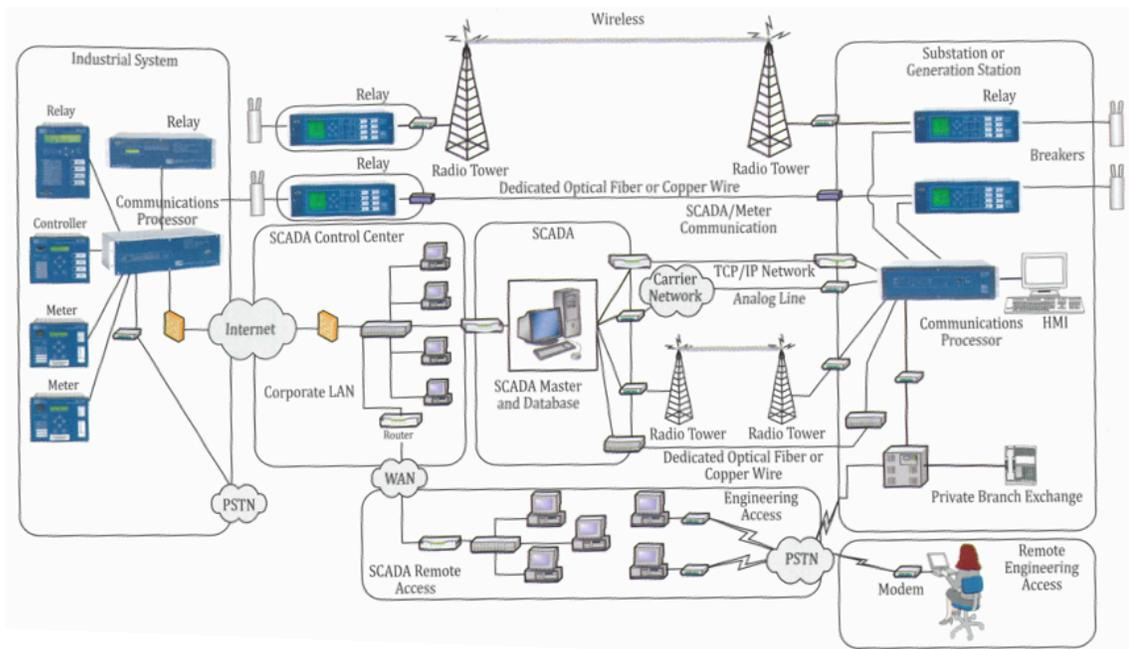 Wireless
Industrial System
Relay
Relay
Communications
Processor
Controller
Meter
Meter
Internet
PSTN
Relay
Radio Tower
Relay
Radio Tower
Dedicated Optical Fiber or Copper Wire
SCADA/Meter
Communication
Substation or
Generation Station
Relay
Breakers
SCADA Control Center
Corporate LAN
Router
WAN
SCADA
SCADA Master
and Database
Carrier
Network
TCP/IP Network
Analog Line
Radio Tower
Radio Tower
Dedicated Optical Fiber or
Copper Wire
Communications
Processor
HMI
Private Branch Exchange
Engineering
Access
SCADA Remote
Access
PSTN
Modem
Remote
Engineering
Access